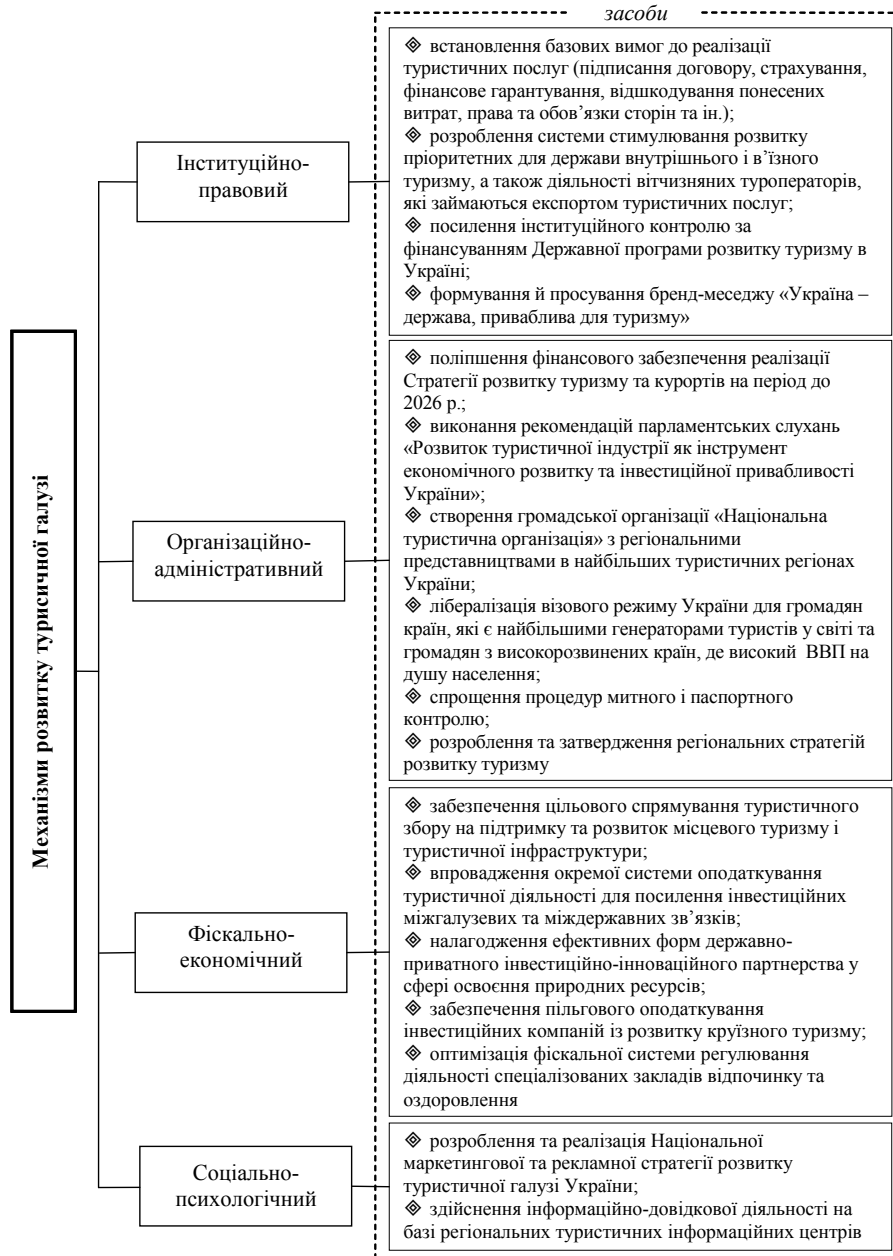 засоби
Механізми розвитку турисичної галузі
Інституційно-
правовий
встановлення базових вимог до реалізації
туристичних послуг (підписання договору, страхування,
фінансове гарантування, відшкодування понесених
витрат, права та обов’язки сторін та ін.);
розроблення системи стимулювання розвитку
пріоритетних для держави внутрішнього і в’їзного
туризму, а також діяльності вітчизняних туроператорів,
які займаються експортом туристичних послуг;
посилення інституційного контролю за
фінансуванням Державної програми розвитку туризму в
Україні;
формування й просування бренд-меседжу «Україна –
держава, приваблива для туризму»
Організаційно-
адміністративний
поліпшення фінансового забезпечення реалізації
Стратегії розвитку туризму та курортів на період до
2026 р.;
виконання рекомендацій парламентських слухань
«Розвиток туристичної індустрії як інструмент
економічного розвитку та інвестиційної привабливості
України»;
створення громадської організації «Національна
туристична організація» з регіональними
представництвами в найбільших туристичних регіонах
України;
лібералізація візового режиму України для громадян
країн, які є найбільшими генераторами туристів у світі та
громадян з високорозвинених країн, де високий ВВП на
душу населення;
спрощення процедур митного і паспортного
контролю;
розроблення та затвердження регіональних стратегій
розвитку туризму
Фіскально-
економічний
забезпечення цільового спрямування туристичного
збору на підтримку та розвиток місцевого туризму і
туристичної інфраструктури;
впровадження окремої системи оподаткування
туристичної діяльності для посилення інвестиційних
міжгалузевих та міждержавних зв’язків;
налагодження ефективних форм державно-
приватного інвестиційно-інноваційного партнерства у
сфері освоєння природних ресурсів;
забезпечення пільгового оподаткування
інвестиційних компаній із розвитку круїзного туризму;
оптимізація фіскальної системи регулювання
діяльності спеціалізованих закладів відпочинку та
оздоровлення
Соціально-
психологічний
розроблення та реалізація Національної
маркетингової та рекламної стратегії розвитку
туристичної галузі України;
здійснення інформаційно-довідкової діяльності на
базі регіональних туристичних інформаційних центрів